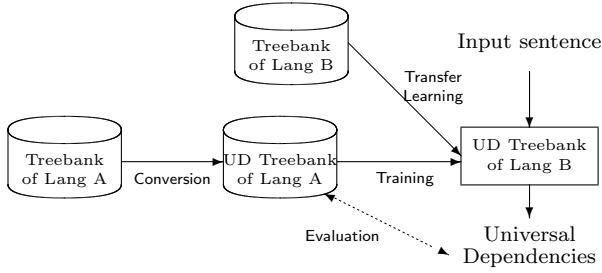 Treebank
of Lang B
Input sentence
Transfer
Learning
Treebank
of Lang A
Conversion
UD Treebank
of Lang A
Training
UD Treebank
of Lang B
Evaluation
Universal
Dependencies